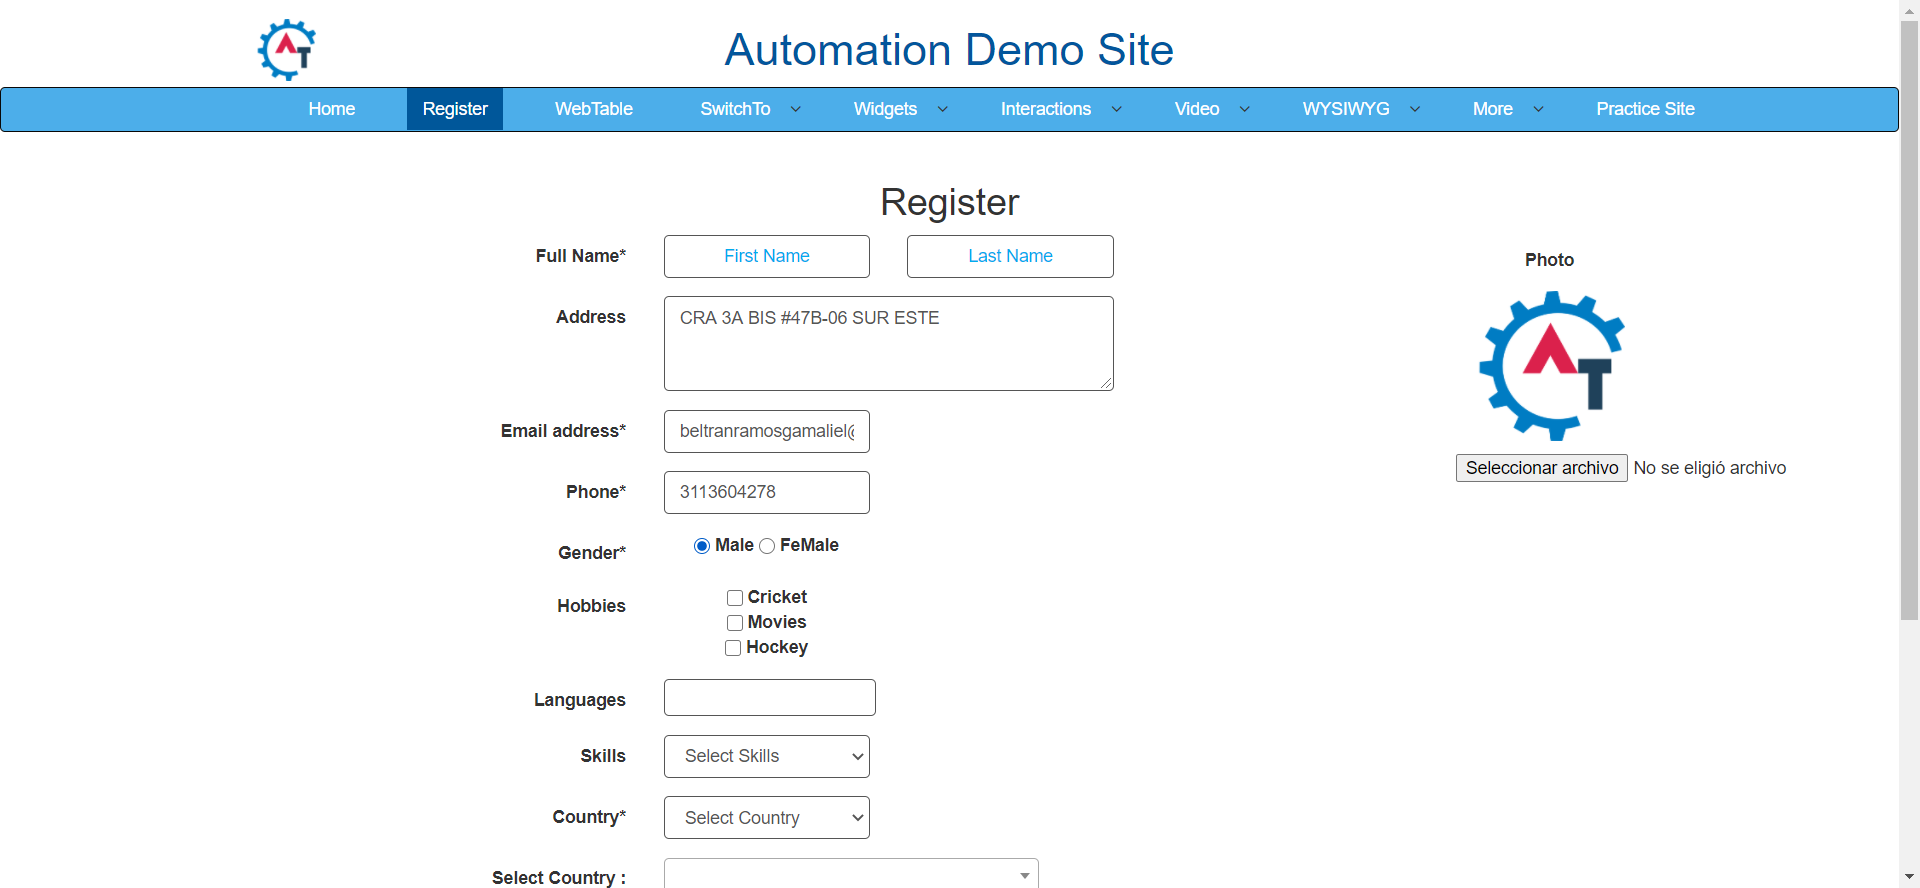 AT
Automation Demo Site
Home Register WebTable SwitchTo Widgets Interactions Video WYSIWYG More Practice Site
Register
Full Name* First Name Last Name
Photo
AT
Address CRA 3A BIS #47B-06 SUR ESTE
Email address* beltranramosgamaliel@
Seleccionar archivo No se eligió archivo
Phone* 3113604278
Gender* Male FeMale
Hobbies Cricket
Movies
Hockey
Languages
Skills Select Skills
Country* Select Country
Select Country :